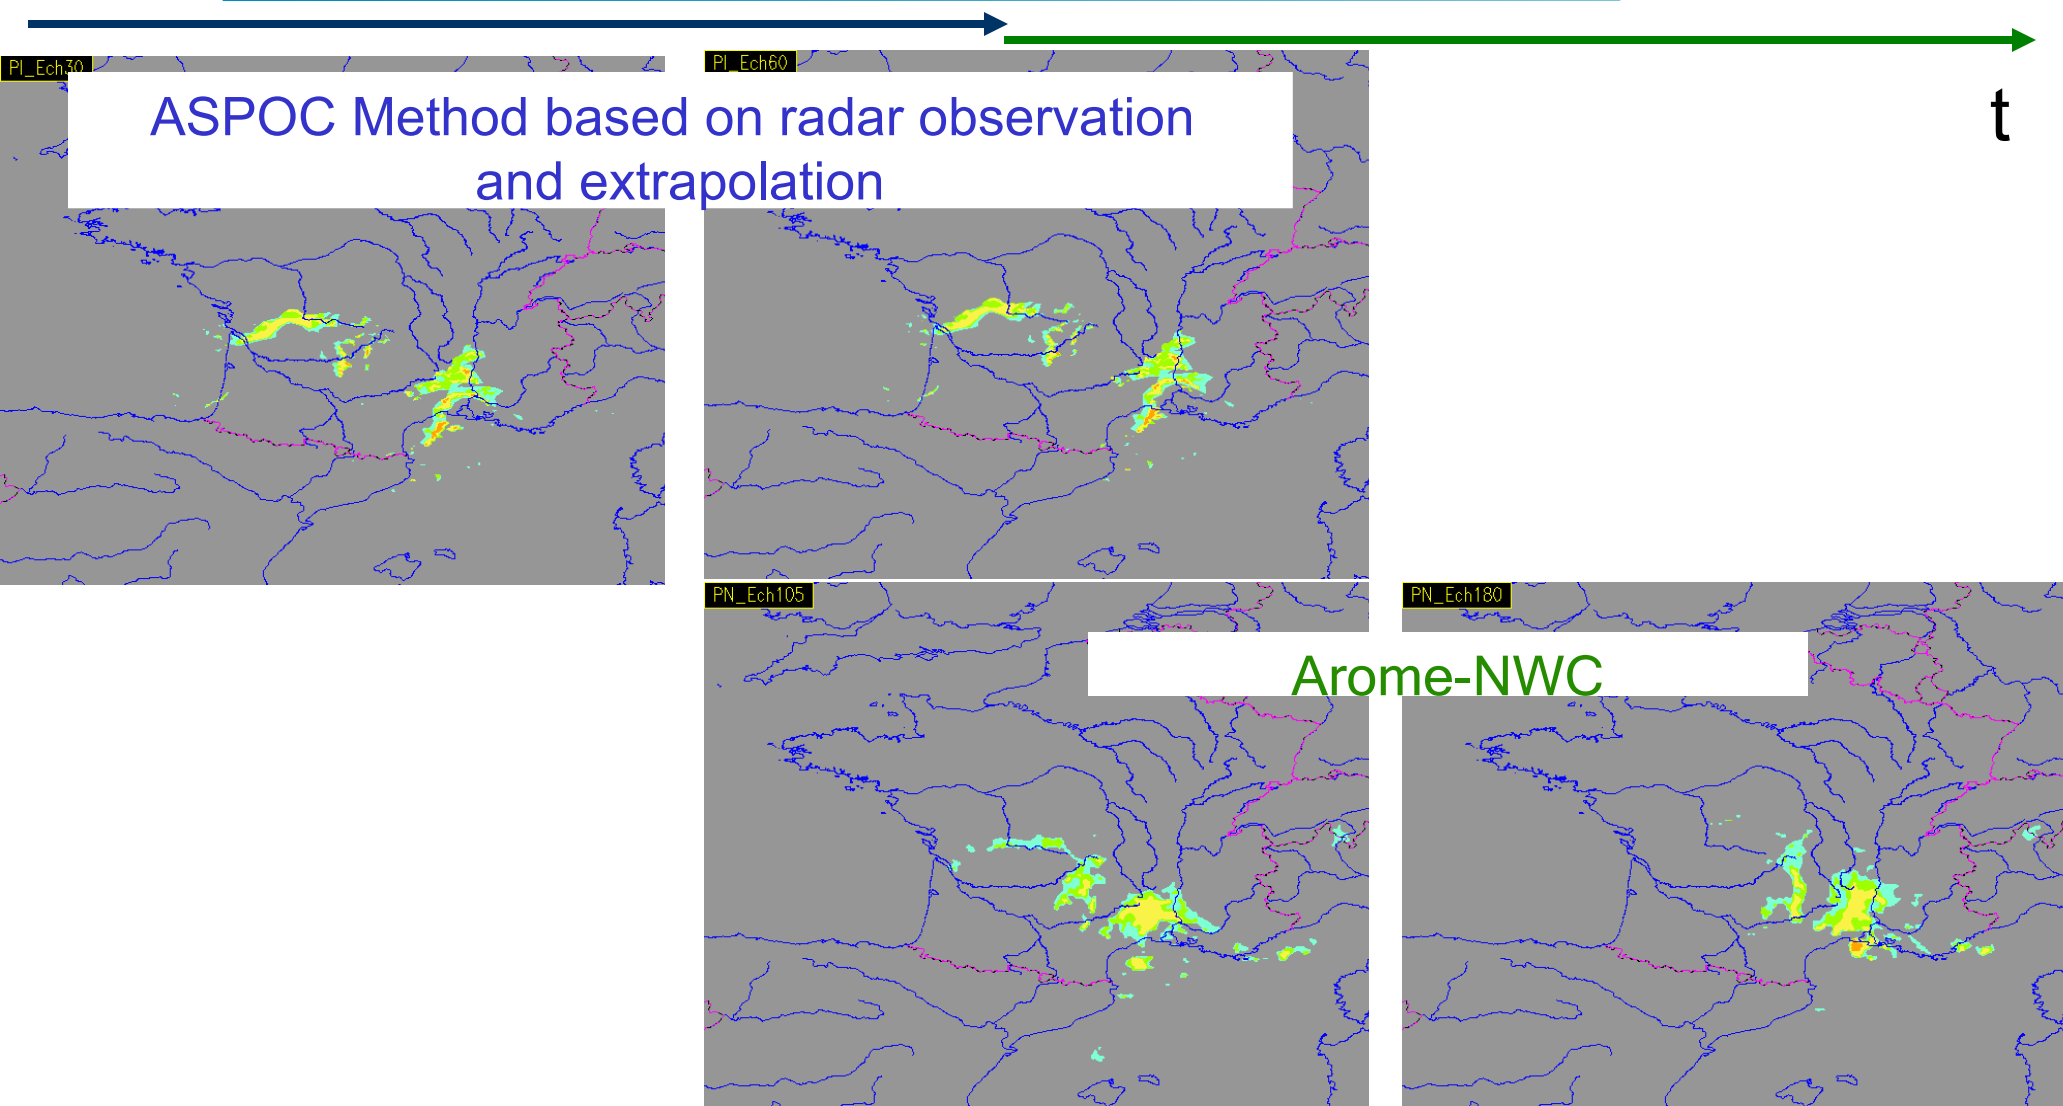 PI_Ech30
PI_Ech60
ASPOC Method based on radar observation
and extrapolation
t
PN_Ech105
PN_Ech180
Arome-NWC